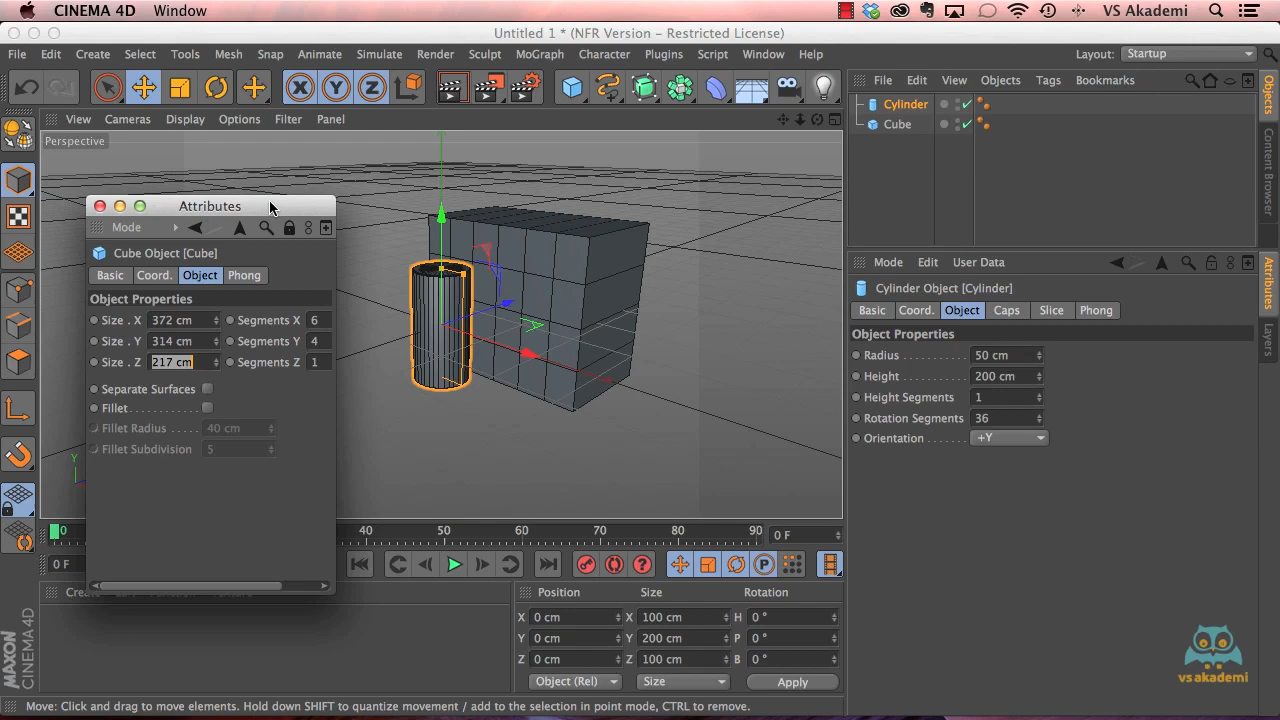 CINEMA 4D Window VS Akademi
Untitled 1 * (NFR Version - Restricted License)
File Edit Create Select Tools Mesh Snap Animate Simulate Render Sculpt MoGraph Character Plugins Script Window Help Layout: Startup
X Y Z
File Edit View Objects Tags Bookmarks
View Cameras Display Options Filter Panel
Perspective
Cylinder
Cube
Objects
Content Browser
Attributes
Layers
Attributes
Mode
Cube Object [Cube]
Basic Coord. Object Phong
Object Properties
Size . X 372 cm Segments X 6
Size . Y 314 cm Segments Y 4
Size . Z 217 cm Segments Z 1
Separate Surfaces
Fillet . . . . . . . . . . . .
Fillet Radius . . . . . 40 cm
Fillet Subdivision 5
Y
Mode Edit User Data
Cylinder Object [Cylinder]
Basic Coord. Object Caps Slice Phong
Object Properties
Radius 50 cm
Height 200 cm
Height Segments 1
Rotation Segments 36
Orientation . . . . . . . +Y
0 40 50 60 70 80 90 0 F
0 F
P
Position Size Rotation
X 0 cm X 100 cm H 0 °
Y 0 cm Y 200 cm P 0 °
Z 0 cm Z 100 cm B 0 °
Object (Rel) Size Apply
MAXON
CINEMA 4D
vs akademi
Move: Click and drag to move elements. Hold down SHIFT to quantize movement / add to the selection in point mode, CTRL to remove.